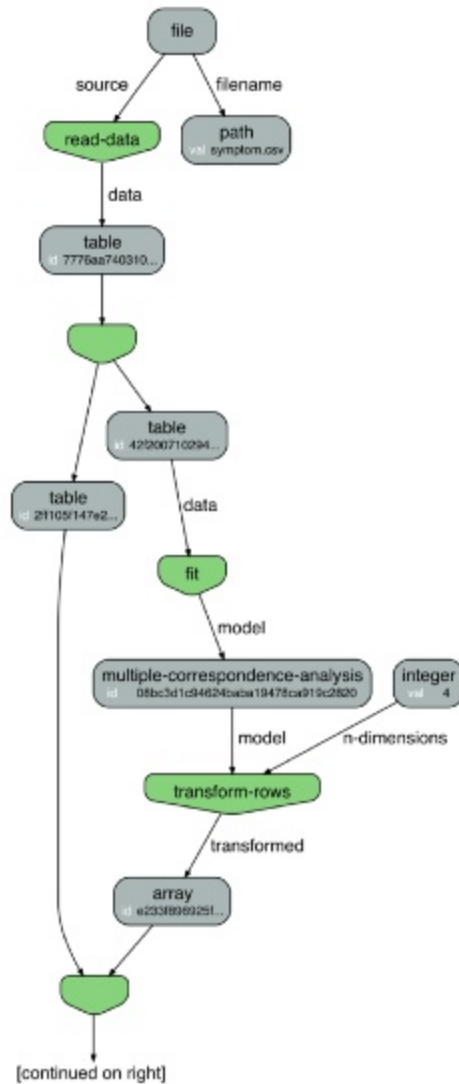 file
source
filename
read-data
path
val symptom.csv
data
table
id 7776aa740310...
table
id 42f200710294...
table
id 2ff105f147e2...
data
fit
model
multiple-correspondence-analysis
id 08bc3d1c94624baba19478ca919c2820
integer
val 4
model
n-dimensions
transform-rows
transformed
array
id e233f896925f...
[continued on right]